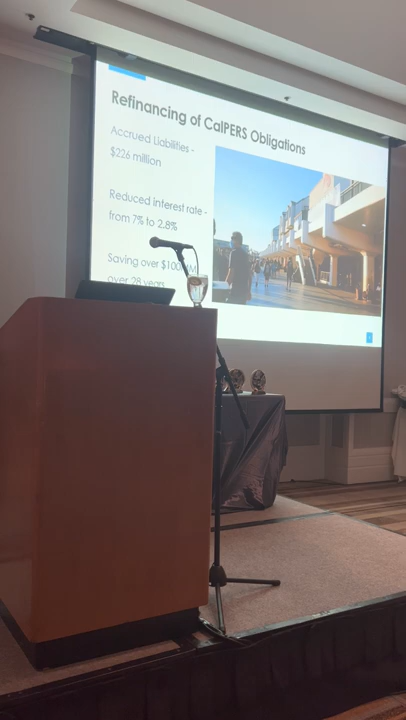 Refinancing of CalPERS Obligations
Accrued Liabilities -
$226 million
Reduced interest rate -
from 7% to 2.8%
Saving over $100MM
over 28 years